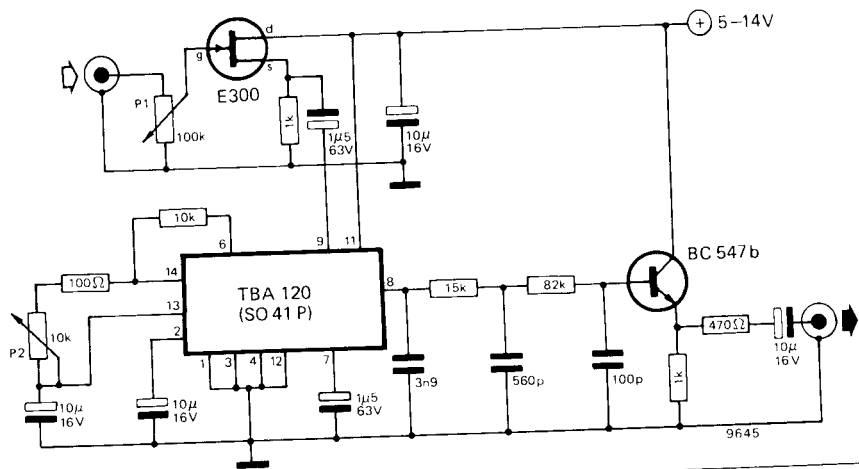 5-14V
d
g
s
E300
P1
100k
1k
1µ5
63V
10µ
16V
10k
6
9
11
100Ω
14
13
2
8
TBA 120
(SO 41 P)
15k
82k
BC 547b
10k
P2
1
3
4
12
7
470Ω
10µ
16V
3n9
560p
100p
1k
10µ
16V
10µ
16V
1µ5
63V
9645